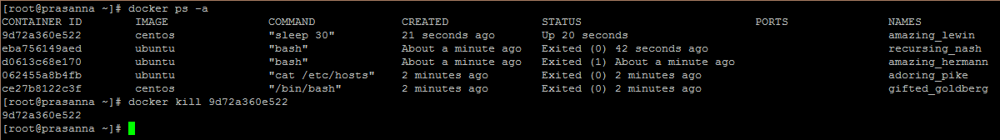 [root@prasanna ~]# docker ps -a
CONTAINER ID        IMAGE               COMMAND             CREATED              STATUS                          PORTS               NAMES
9d72a360e522        centos              "sleep 30"          21 seconds ago       Up 20 seconds                                       amazing_lewin
eba756149aed        ubuntu              "bash"              About a minute ago   Exited (0) 42 seconds ago                           recursing_nash
d0613c68e170        ubuntu              "bash"              About a minute ago   Exited (1) About a minute ago                       amazing_hermann
062455a8b4fb        ubuntu              "cat /etc/hosts"    2 minutes ago        Exited (0) 2 minutes ago                            adoring_pike
ce27b8122c3f        centos              "/bin/bash"         2 minutes ago        Exited (0) 2 minutes ago                            gifted_goldberg
[root@prasanna ~]# docker kill 9d72a360e522
9d72a360e522
[root@prasanna ~]#